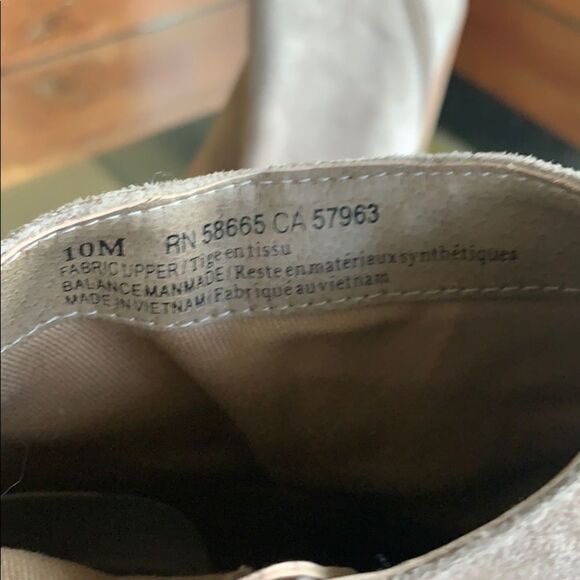 10M RN 58665 CA 57963
FABRIC UPPER/Tige en tissu
BALANCE MANMADE/Reste en matériaux synthétiques
MADE IN VIETNAM/Fabriqué au vietnam